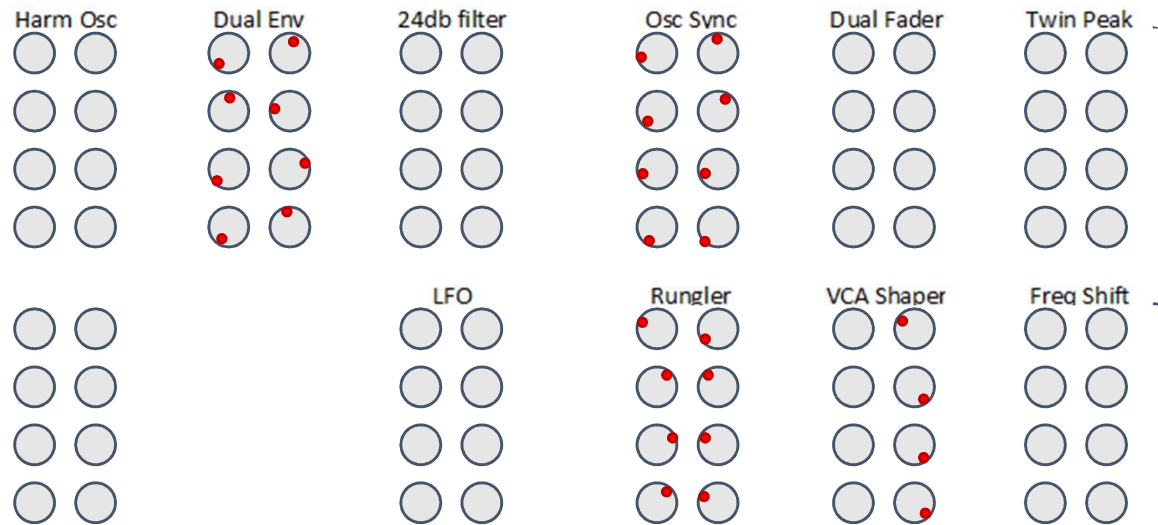 Harm Osc
Dual Env
24db filter
Osc Sync
Dual Fader
Twin Peak
LFO
Rungler
VCA Shaper
Freq Shift